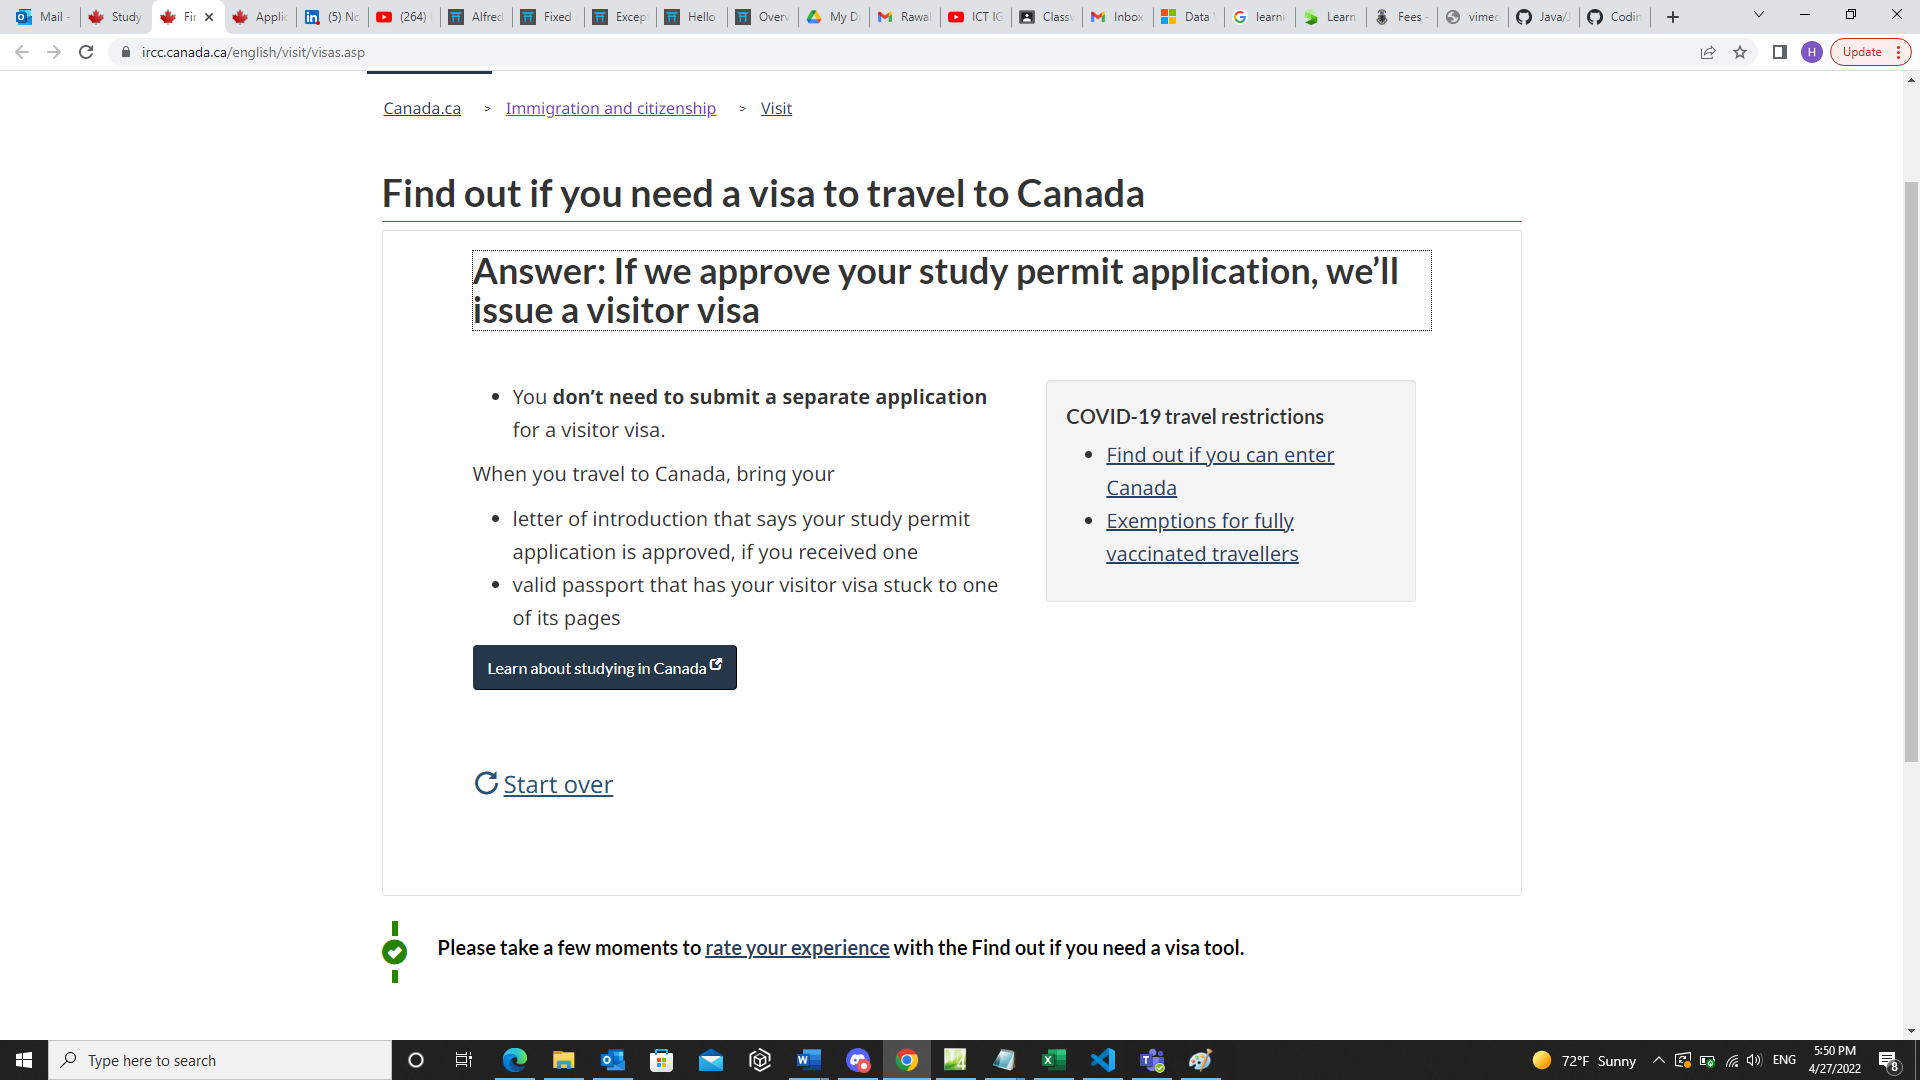 Mail -
Study
Fir
Applic
(5) No
(264)
Alfred
Fixed
Excep
Hello
Overv
My Dr
Rawal
ICT IG
Classw
Inbox
Data
learni
Learn
Fees -
vimeo
Java/J
Codin
ircc.canada.ca/english/visit/visas.asp
H
Update
Canada.ca > Immigration and citizenship > Visit
Find out if you need a visa to travel to Canada
Answer: If we approve your study permit application, we’ll
issue a visitor visa
You don’t need to submit a separate application
for a visitor visa.
When you travel to Canada, bring your
letter of introduction that says your study permit
application is approved, if you received one
valid passport that has your visitor visa stuck to one
of its pages
Learn about studying in Canada
COVID-19 travel restrictions
Find out if you can enter
Canada
Exemptions for fully
vaccinated travellers
Start over
Please take a few moments to rate your experience with the Find out if you need a visa tool.
Type here to search
72°F Sunny
ENG
5:50 PM
4/27/2022
8